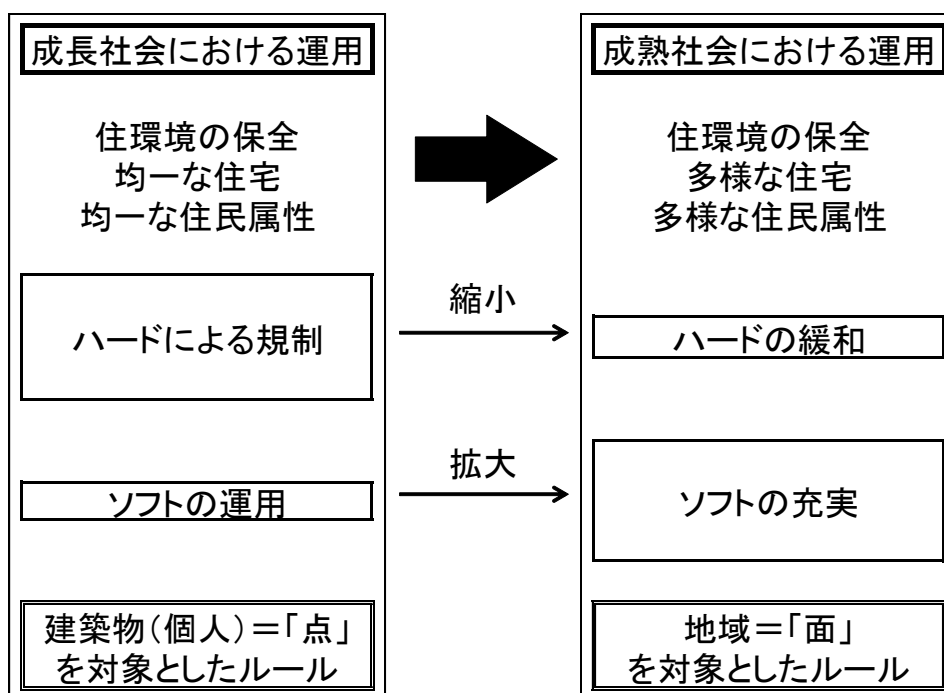 成長社会における運用
住環境の保全
均一な住宅
均一な住民属性
ハードによる規制
ソフトの運用
建築物(個人)=「点」
を対象としたルール
縮小
拡大
成熟社会における運用
住環境の保全
多様な住宅
多様な住民属性
ハードの緩和
ソフトの充実
地域=「面」
を対象としたルール